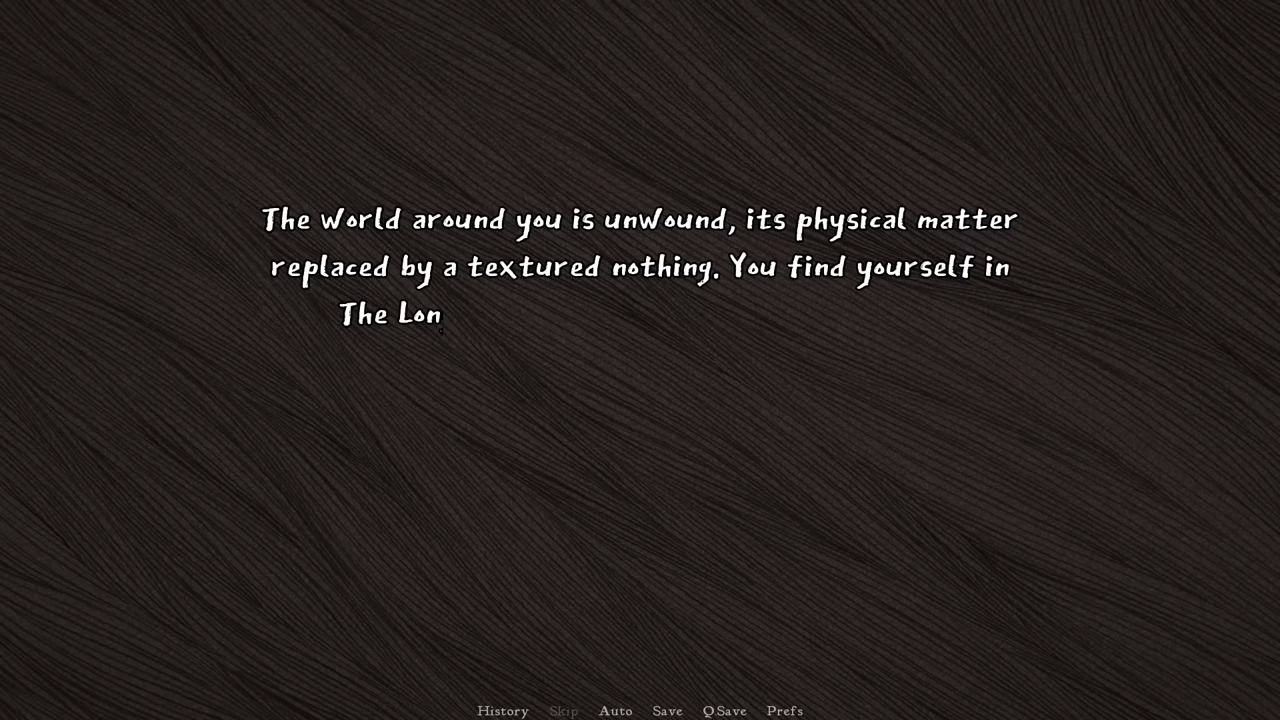 The world around you is unwound, its physical matter
replaced by a textured nothing. You find yourself in
The Lon
History Skip Auto Save Q.Save Prefs